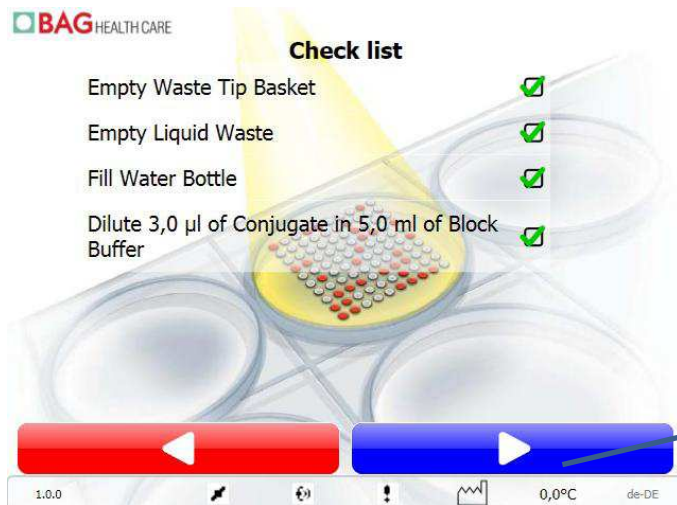 BAG HEALTH CARE
Check list
Empty Waste Tip Basket
Empty Liquid Waste
Fill Water Bottle
Dilute 3,0 µl of Conjugate in 5,0 ml of Block
Buffer
1.0.0 0,0°C de-DE